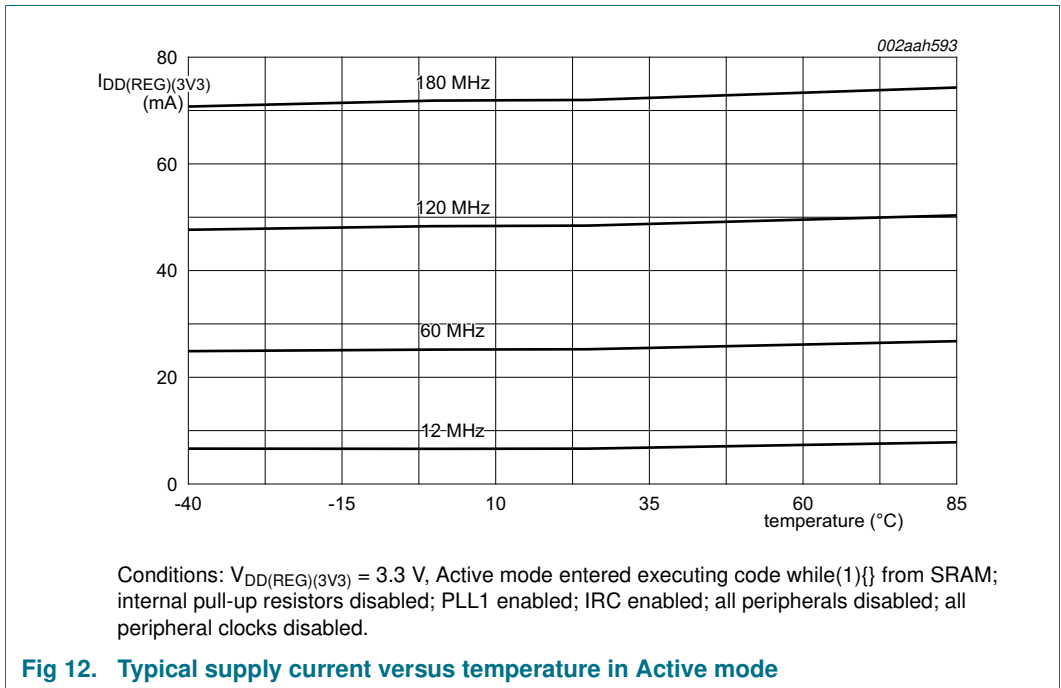 002aah593
80
IDD(REG)(3V3)
(mA)
180 MHz
60
120 MHz
40
60 MHz
20
12 MHz
0
-40 -15 10 35 60 85
temperature (°C)
Conditions: VDD(REG)(3V3) = 3.3 V, Active mode entered executing code while(1){} from SRAM;
internal pull-up resistors disabled; PLL1 enabled; IRC enabled; all peripherals disabled; all
peripheral clocks disabled.
Fig 12. Typical supply current versus temperature in Active mode